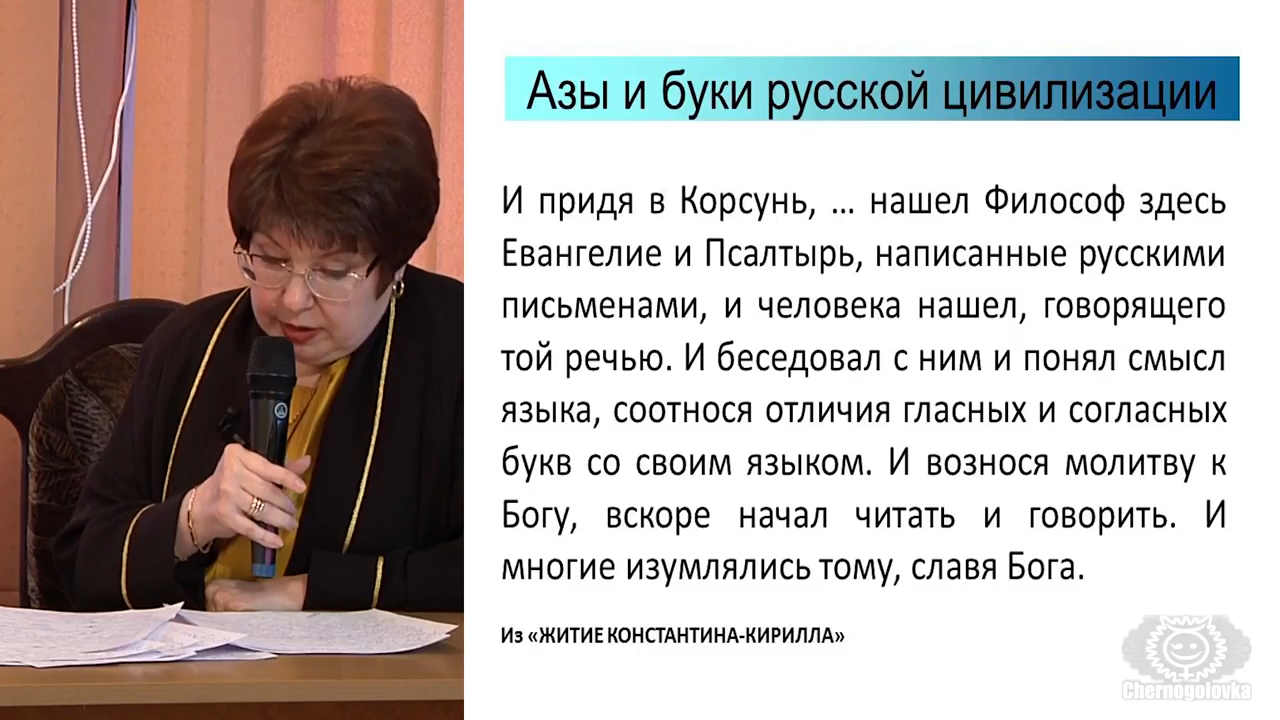 Азы и буки русской цивилизации
И придя в Корсунь, ... нашел Философ здесь
Евангелие и Псалтырь, написанные русскими
письменами, и человека нашел, говорящего
той речью. И беседовал с ним и понял смысл
языка, соотнося отличия гласных и согласных
букв со своим языком. И вознося молитву к
Богу, вскоре начал читать и говорить. И
многие изумлялись тому, славя Бога.
Из «ЖИТИЕ КОНСТАНТИНА-КИРИЛЛА»
Chernogolovka